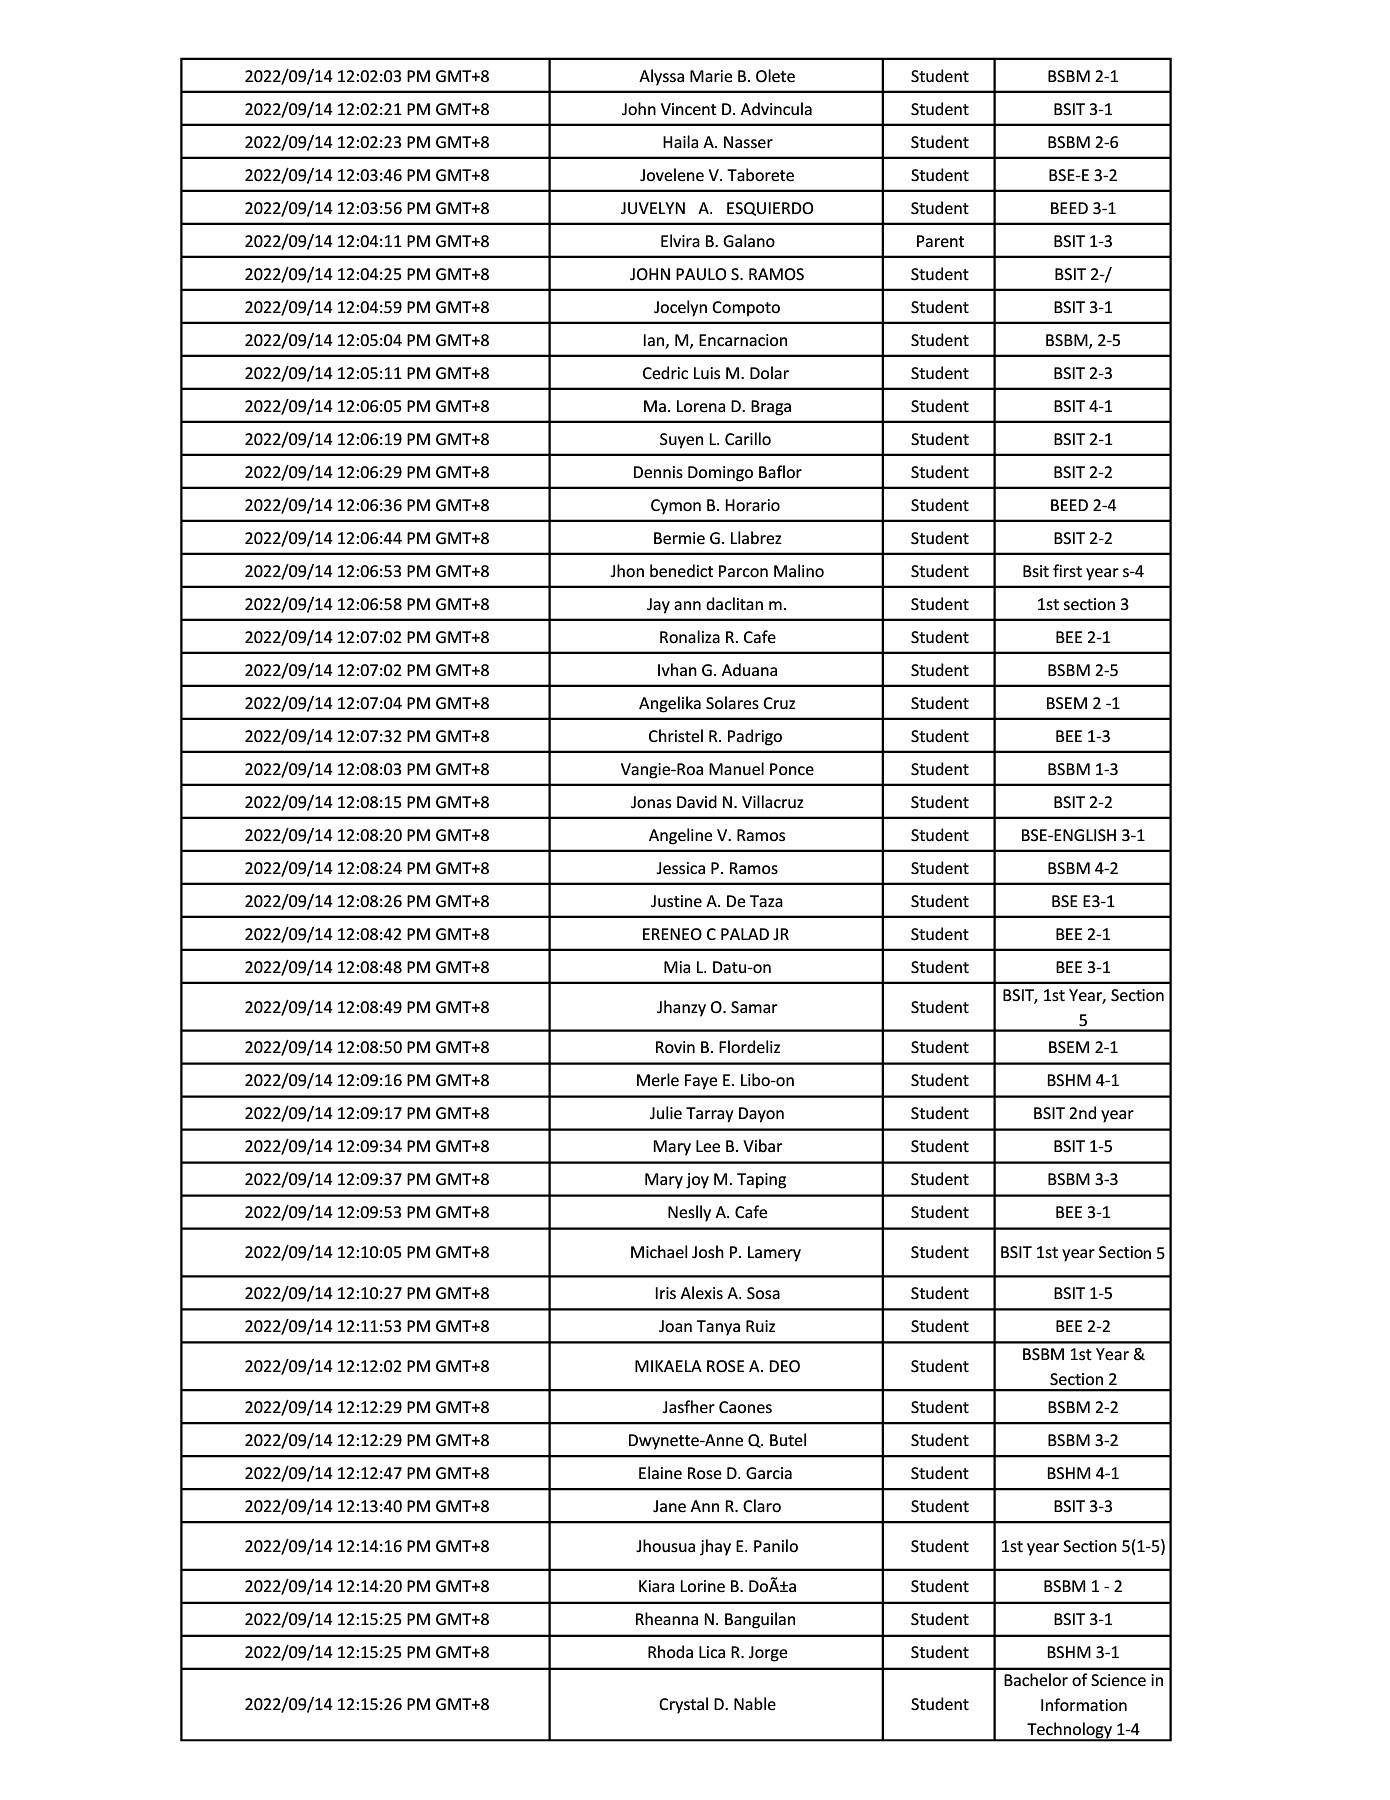 2022/09/14 12:02:03 PM GMT+8 Alyssa Marie B. Olete Student BSBM 2-1
2022/09/14 12:02:21 PM GMT+8 John Vincent D. Advincula Student BSIT 3-1
2022/09/14 12:02:23 PM GMT+8 Haila A. Nasser Student BSBM 2-6
2022/09/14 12:03:46 PM GMT+8 Jovelene V. Taborete Student BSE-E 3-2
2022/09/14 12:03:56 PM GMT+8 JUVELYN A. ESQUIERDO Student BEED 3-1
2022/09/14 12:04:11 PM GMT+8 Elvira B. Galano Parent BSIT 1-3
2022/09/14 12:04:25 PM GMT+8 JOHN PAULO S. RAMOS Student BSIT 2-/
2022/09/14 12:04:59 PM GMT+8 Jocelyn Compoto Student BSIT 3-1
2022/09/14 12:05:04 PM GMT+8 Ian, M, Encarnacion Student BSBM, 2-5
2022/09/14 12:05:11 PM GMT+8 Cedric Luis M. Dolar Student BSIT 2-3
2022/09/14 12:06:05 PM GMT+8 Ma. Lorena D. Braga Student BSIT 4-1
2022/09/14 12:06:19 PM GMT+8 Suyen L. Carillo Student BSIT 2-1
2022/09/14 12:06:29 PM GMT+8 Dennis Domingo Baflor Student BSIT 2-2
2022/09/14 12:06:36 PM GMT+8 Cymon B. Horario Student BEED 2-4
2022/09/14 12:06:44 PM GMT+8 Bermie G. Llabrez Student BSIT 2-2
2022/09/14 12:06:53 PM GMT+8 Jhon benedict Parcon Malino Student Bsit first year s-4
2022/09/14 12:06:58 PM GMT+8 Jay ann daclitan m. Student 1st section 3
2022/09/14 12:07:02 PM GMT+8 Ronaliza R. Cafe Student BEE 2-1
2022/09/14 12:07:02 PM GMT+8 Ivhan G. Aduana Student BSBM 2-5
2022/09/14 12:07:04 PM GMT+8 Angelika Solares Cruz Student BSEM 2 -1
2022/09/14 12:07:32 PM GMT+8 Christel R. Padrigo Student BEE 1-3
2022/09/14 12:08:03 PM GMT+8 Vangie-Roa Manuel Ponce Student BSBM 1-3
2022/09/14 12:08:15 PM GMT+8 Jonas David N. Villacruz Student BSIT 2-2
2022/09/14 12:08:20 PM GMT+8 Angeline V. Ramos Student BSE-ENGLISH 3-1
2022/09/14 12:08:24 PM GMT+8 Jessica P. Ramos Student BSBM 4-2
2022/09/14 12:08:26 PM GMT+8 Justine A. De Taza Student BSE E3-1
2022/09/14 12:08:42 PM GMT+8 ERENEO C PALAD JR Student BEE 2-1
2022/09/14 12:08:48 PM GMT+8 Mia L. Datu-on Student BEE 3-1
2022/09/14 12:08:49 PM GMT+8 Jhanzy O. Samar Student BSIT, 1st Year, Section
5
2022/09/14 12:08:50 PM GMT+8 Rovin B. Flordeliz Student BSEM 2-1
2022/09/14 12:09:16 PM GMT+8 Merle Faye E. Libo-on Student BSHM 4-1
2022/09/14 12:09:17 PM GMT+8 Julie Tarray Dayon Student BSIT 2nd year
2022/09/14 12:09:34 PM GMT+8 Mary Lee B. Vibar Student BSIT 1-5
2022/09/14 12:09:37 PM GMT+8 Mary joy M. Taping Student BSBM 3-3
2022/09/14 12:09:53 PM GMT+8 Neslly A. Cafe Student BEE 3-1
2022/09/14 12:10:05 PM GMT+8 Michael Josh P. Lamery Student BSIT 1st year Section 5
2022/09/14 12:10:27 PM GMT+8 Iris Alexis A. Sosa Student BSIT 1-5
2022/09/14 12:11:53 PM GMT+8 Joan Tanya Ruiz Student BEE 2-2
2022/09/14 12:12:02 PM GMT+8 MIKAELA ROSE A. DEO Student BSBM 1st Year &
Section 2
2022/09/14 12:12:29 PM GMT+8 Jasfher Caones Student BSBM 2-2
2022/09/14 12:12:29 PM GMT+8 Dwynette-Anne Q. Butel Student BSBM 3-2
2022/09/14 12:12:47 PM GMT+8 Elaine Rose D. Garcia Student BSHM 4-1
2022/09/14 12:13:40 PM GMT+8 Jane Ann R. Claro Student BSIT 3-3
2022/09/14 12:14:16 PM GMT+8 Jhousua jhay E. Panilo Student 1st year Section 5(1-5)
2022/09/14 12:14:20 PM GMT+8 Kiara Lorine B. DoÃ±a Student BSBM 1 - 2
2022/09/14 12:15:25 PM GMT+8 Rheanna N. Banguilan Student BSIT 3-1
2022/09/14 12:15:25 PM GMT+8 Rhoda Lica R. Jorge Student BSHM 3-1
2022/09/14 12:15:26 PM GMT+8 Crystal D. Nable Student Bachelor of Science in
Information
Technology 1-4